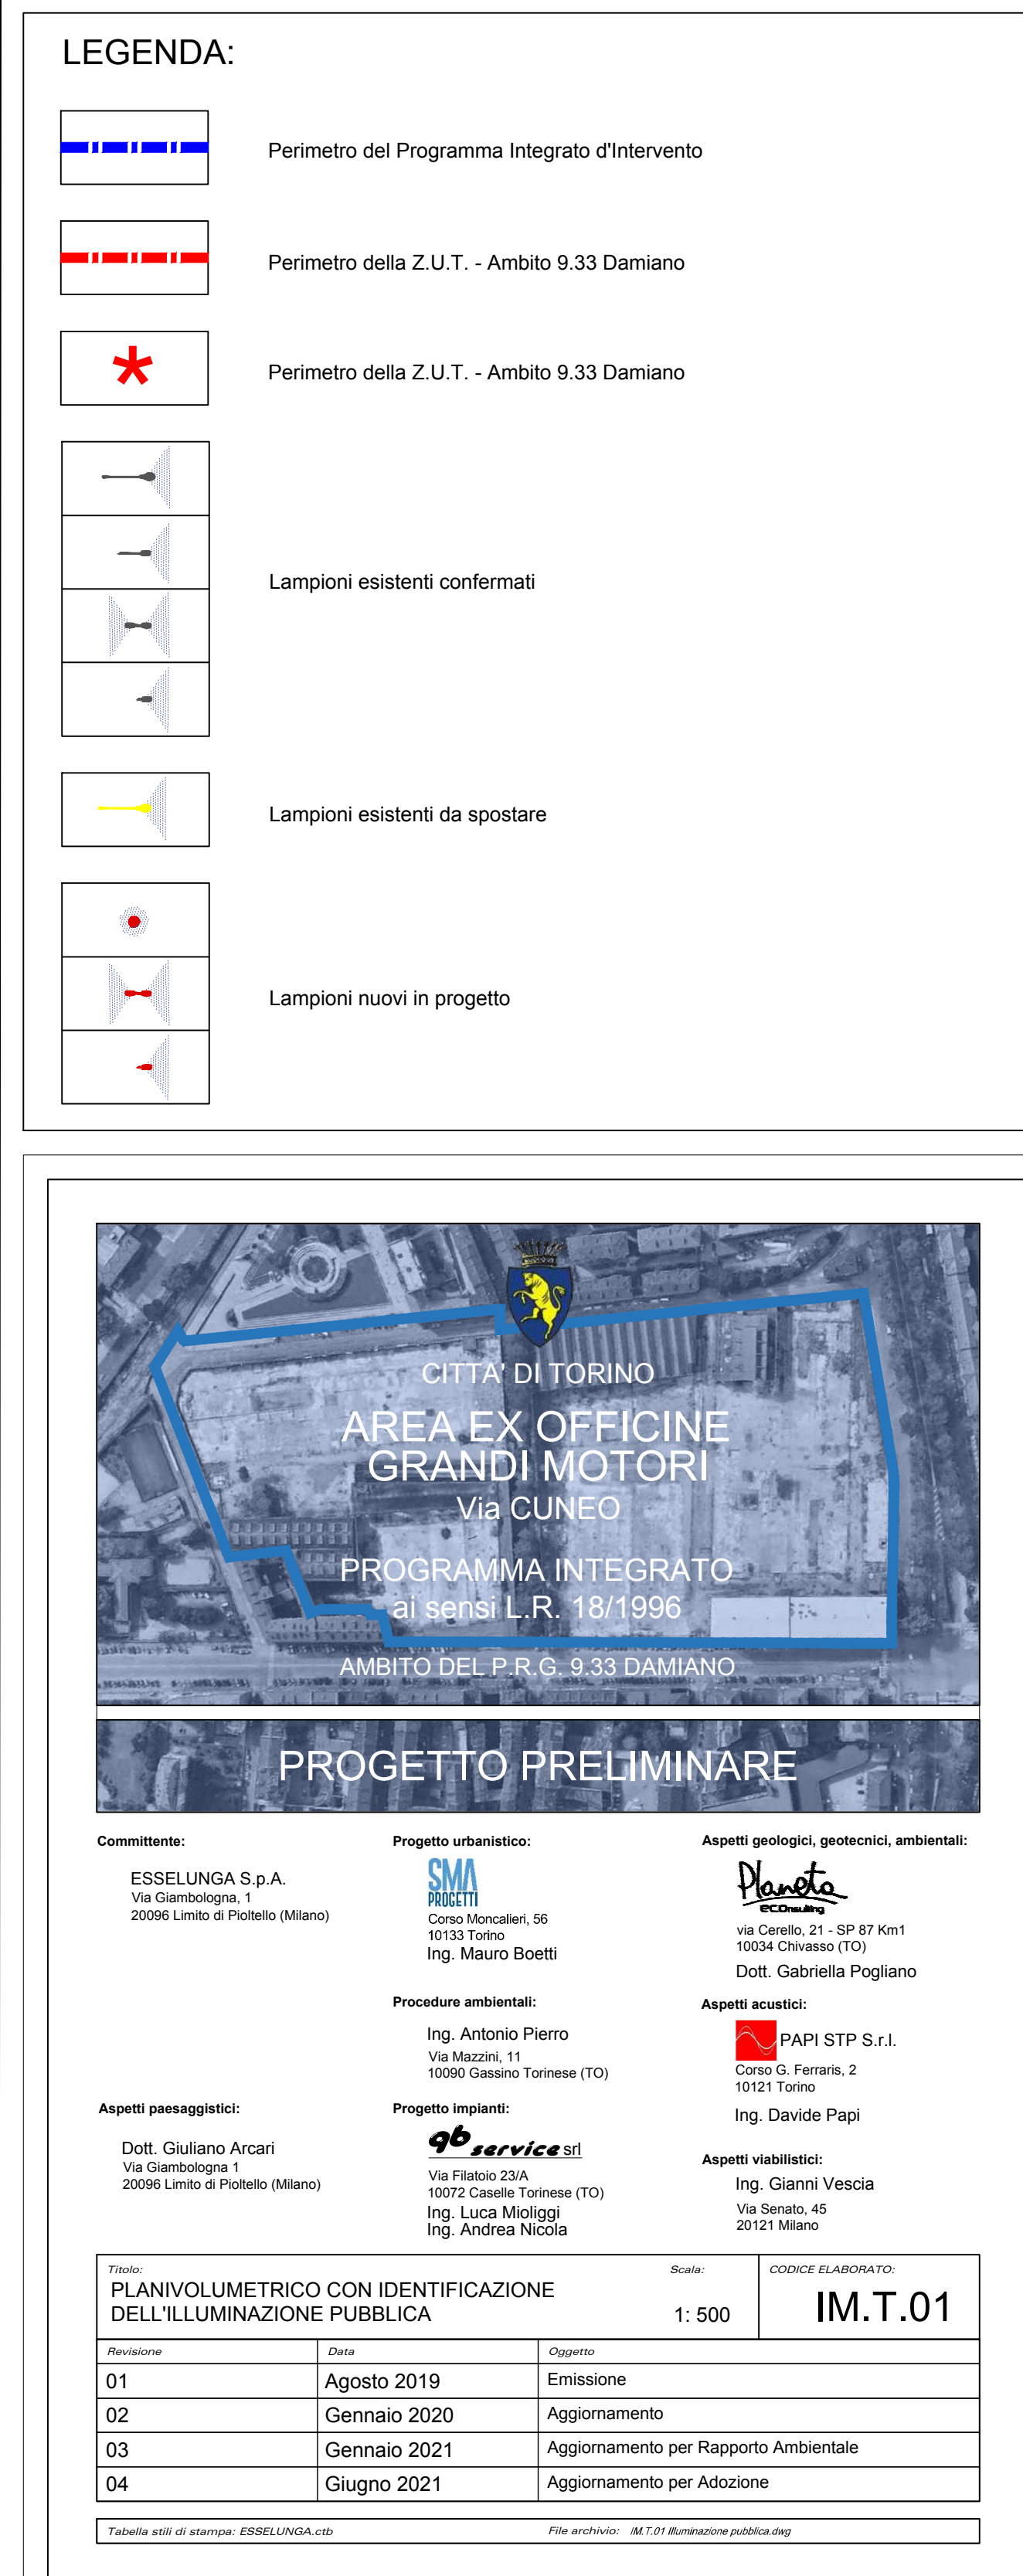 LEGENDA:
Perimetro del Programma Integrato d'Intervento
Perimetro della Z.U.T. - Ambito 9.33 Damiano
Perimetro della Z.U.T. - Ambito 9.33 Damiano
Lampioni esistenti confermati
Lampioni esistenti da spostare
Lampioni nuovi in progetto
CITTA' DI TORINO
AREA EX OFFICINE
GRANDI MOTORI
Via CUNEO
PROGRAMMA INTEGRATO
ai sensi L.R. 18/1996
AMBITO DEL P.R.G. 9.33 DAMIANO
PROGETTO PRELIMINARE
Committente:
ESSELUNGA S.p.A.
Via Giambologna, 1
20096 Limito di Pioltello (Milano)
Progetto urbanistico:
SMA
PROGETTI
Corso Moncalieri, 56
10133 Torino
Ing. Mauro Boetti
Aspetti geologici, geotecnici, ambientali:
Planeta
ECOnsulting
via Cerello, 21 - SP 87 Km1
10034 Chivasso (TO)
Dott. Gabriella Pogliano
Procedure ambientali:
Ing. Antonio Pierro
Via Mazzini, 11
10090 Gassino Torinese (TO)
Aspetti acustici:
PAPI STP S.r.l.
Corso G. Ferraris, 2
10121 Torino
Ing. Davide Papi
Aspetti paesaggistici:
Dott. Giuliano Arcari
Via Giambologna 1
20096 Limito di Pioltello (Milano)
Progetto impianti:
qb service srl
Via Filatoio 23/A
10072 Caselle Torinese (TO)
Ing. Luca Mioliggi
Ing. Andrea Nicola
Aspetti viabilistici:
Ing. Gianni Vescia
Via Senato, 45
20121 Milano
Titolo:
PLANIVOLUMETRICO CON IDENTIFICAZIONE
DELL'ILLUMINAZIONE PUBBLICA
Scala:
1: 500
CODICE ELABORATO:
IM.T.01
Revisione Data Oggetto
01 Agosto 2019 Emissione
02 Gennaio 2020 Aggiornamento
03 Gennaio 2021 Aggiornamento per Rapporto Ambientale
04 Giugno 2021 Aggiornamento per Adozione
Tabella stili di stampa: ESSELUNGA.ctb File archivio: IM.T.01 Illuminazione pubblica.dwg